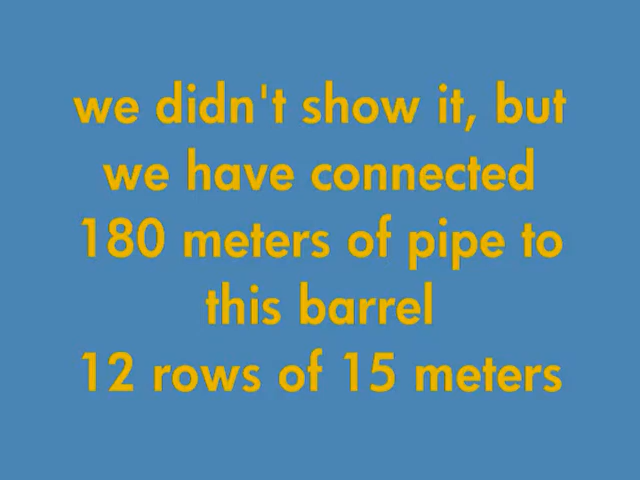 we didn't show it, but
we have connected
180 meters of pipe to
this barrel
12 rows of 15 meters